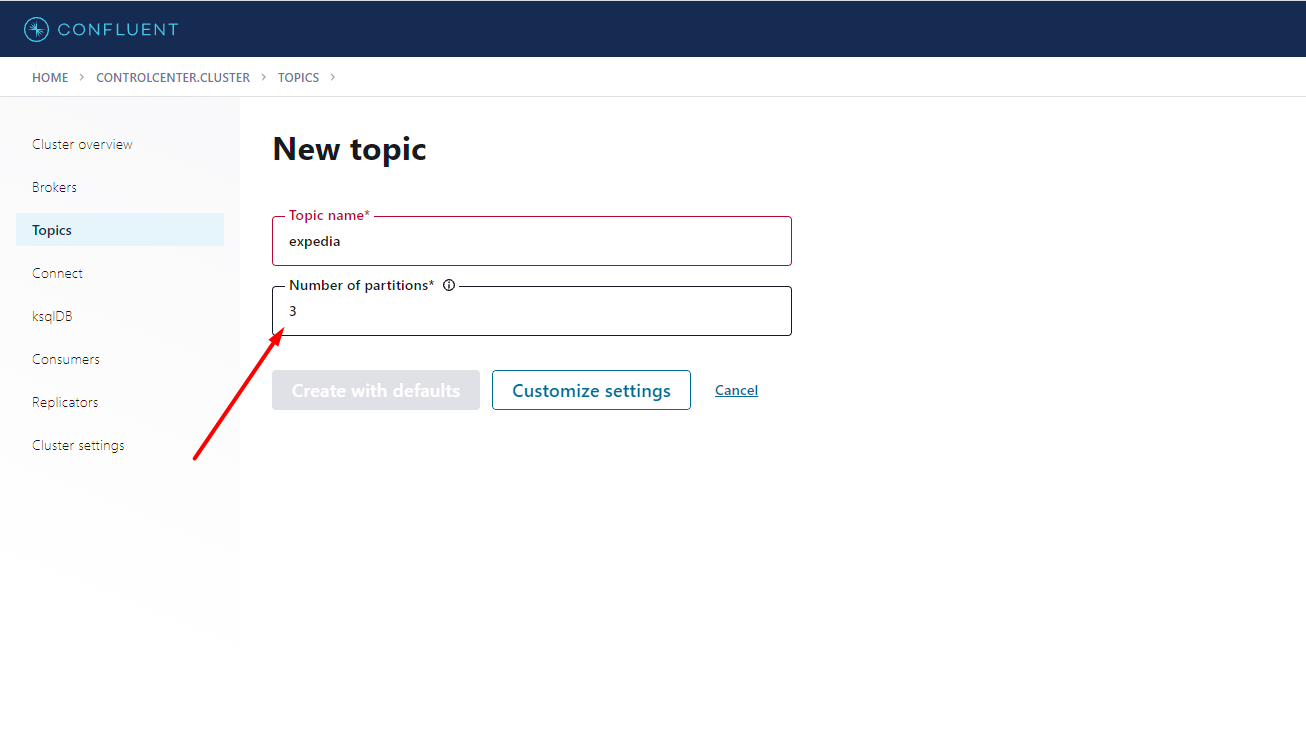 CONFLUENT
HOME > CONTROLCENTER.CLUSTER > TOPICS >
Cluster overview
Brokers
Topics
Connect
ksqlDB
Consumers
Replicators
Cluster settings
New topic
Topic name*
expedia
Number of partitions*
3
Create with defaults Customize settings Cancel